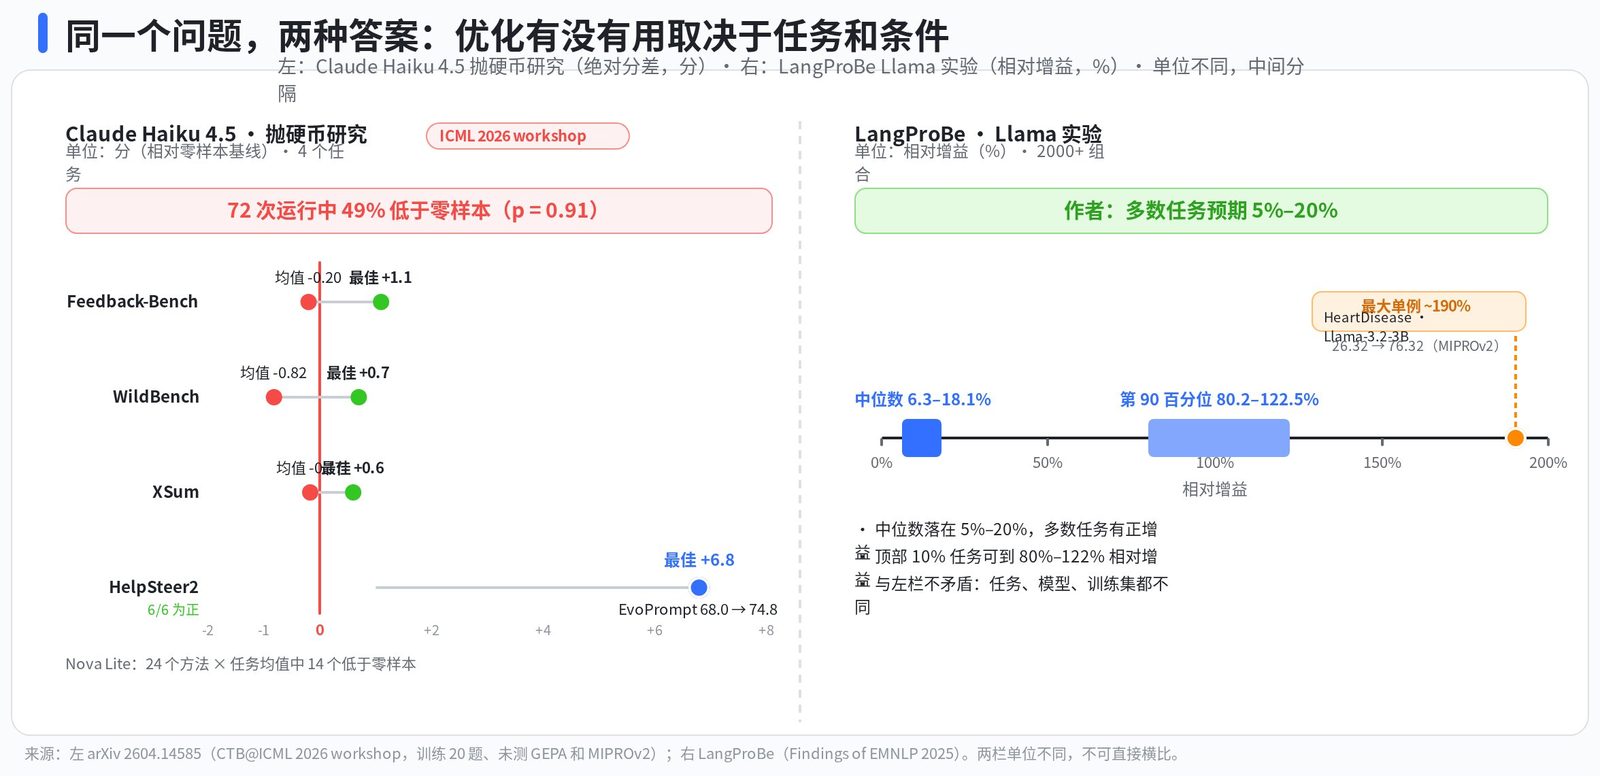 同一个问题，两种答案：优化有没有用取决于任务和条件
左：Claude Haiku 4.5 抛硬币研究（绝对分差，分）· 右：LangProBe Llama 实验（相对增益，%）· 单位不同，中间分
隔
Claude Haiku 4.5 · 抛硬币研究
ICML 2026 workshop
单位：分（相对零样本基线）· 4 个任
务
72 次运行中 49% 低于零样本（p = 0.91）
均值 -0.20 最佳 +1.1
Feedback-Bench
均值 -0.82 最佳 +0.7
WildBench
均值 -0 最佳 +0.6
XSum
最佳 +6.8
HelpSteer2
6/6 为正
EvoPrompt 68.0 → 74.8
-2 -1 0 +2 +4 +6 +8
Nova Lite：24 个方法 × 任务均值中 14 个低于零样本
LangProBe · Llama 实验
单位：相对增益（%）· 2000+ 组
合
作者：多数任务预期 5%–20%
最大单例 ~190%
HeartDisease ·
Llama-3.2-3B
26.32 → 76.32（MIPROv2）
中位数 6.3–18.1%
第 90 百分位 80.2–122.5%
0% 50% 100% 150% 200%
相对增益
· 中位数落在 5%–20%，多数任务有正增
益
· 顶部 10% 任务可到 80%–122% 相对增
益
· 与左栏不矛盾：任务、模型、训练集都不
同
来源：左 arXiv 2604.14585（CTB@ICML 2026 workshop，训练 20 题、未测 GEPA 和 MIPROv2）；右 LangProBe（Findings of EMNLP 2025）。两栏单位不同，不可直接横比。